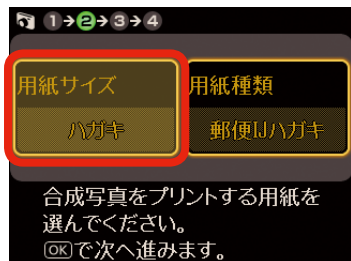 1→2→3→4
用紙サイズ
ハガキ
用紙種類
郵便IJハガキ
合成写真をプリントする用紙を
選んでください。
OKで次へ進みます。